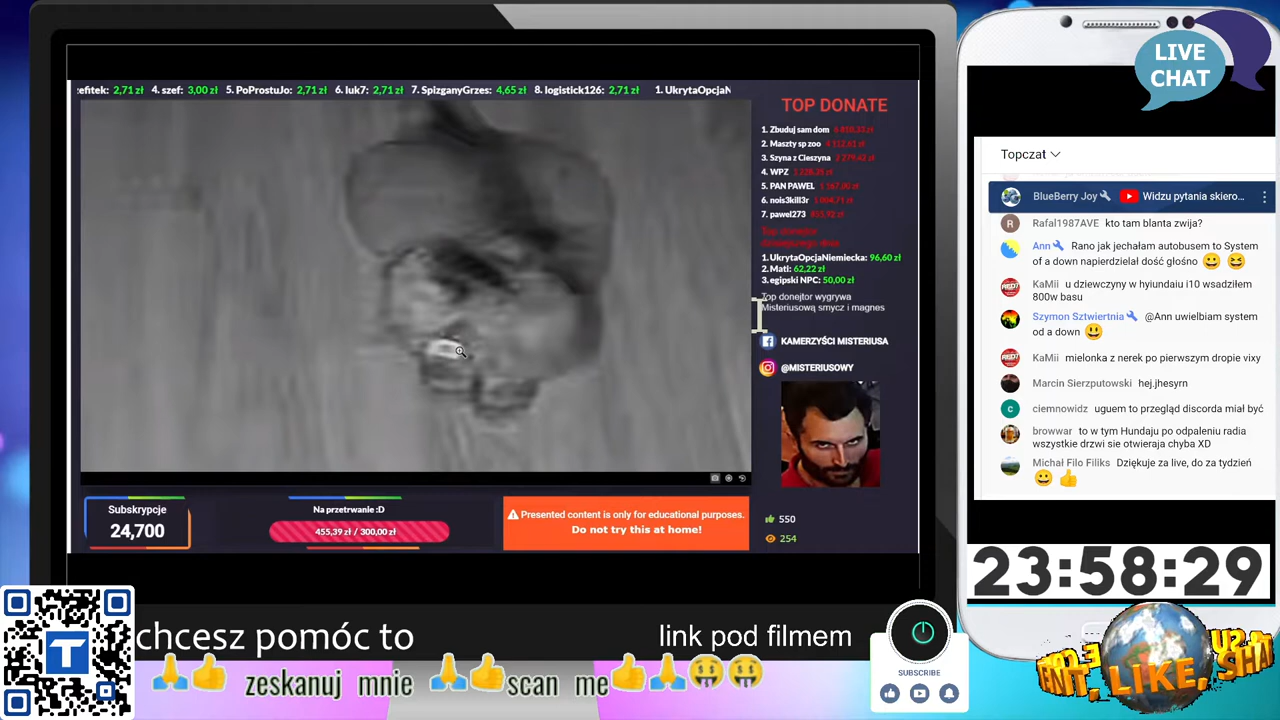 :efitek: 2,71 zł 4. szef: 3,00 zł 5. PoProstuJo: 2,71 zł 6. luk7: 2,71 zł 7. SpizganyGrzes: 4,65 zł 8. logistick126: 2,71 zł 1. UkrytaOpcjaN
TOP DONATE
1. Zbuduj sam dom
2. Maszty sp zoo
3. Szyna z Cieszyna
4. WPZ
5. PAN PAWEL
6. nois3kill3r
7. pawel273
1.UkrytaOpcjaNiemiecka: 96,60 zł
2.Mati: 62,22 zł
3.egipski NPC: 50,00 zł
Top donejtor wygrywa
Misteriusową smycz i magnes
KAMERZYŚCI MISTERIUSA
@MISTERIUSOWY
550
254
Subskrypcje
24,700
Na przetrwanie :D
455,39 zł / 300,00 zł
Presented content is only for educational purposes.
Do not try this at home!
LIVE
CHAT
Topczat
BlueBerry Joy Widzu pytania skiero...
Rafal1987AVE kto tam blanta zwija?
Ann Rano jak jechałam autobusem to System
of a down napierdzielał dość głośno
KaMii u dziewczyny w hyiundaiu i10 wsadziłem
800w basu
Szymon Sztwiertnia @Ann uwielbiam system
od a down
KaMii mielonka z nerek po pierwszym dropie vixy
Marcin Sierzputowski hej.jhesyrn
ciemnowidz uguem to przegląd discorda miał być
browwar to w tym Hundaju po odpaleniu radia
wszystkie drzwi sie otwieraja chyba XD
Michał Filo Filiks Dziękuje za live, do za tydzień
23:58:29
chcesz pomóc to
link pod filmem
zeskanuj mnie
scan me
SUBSCRIBE
LIKE,